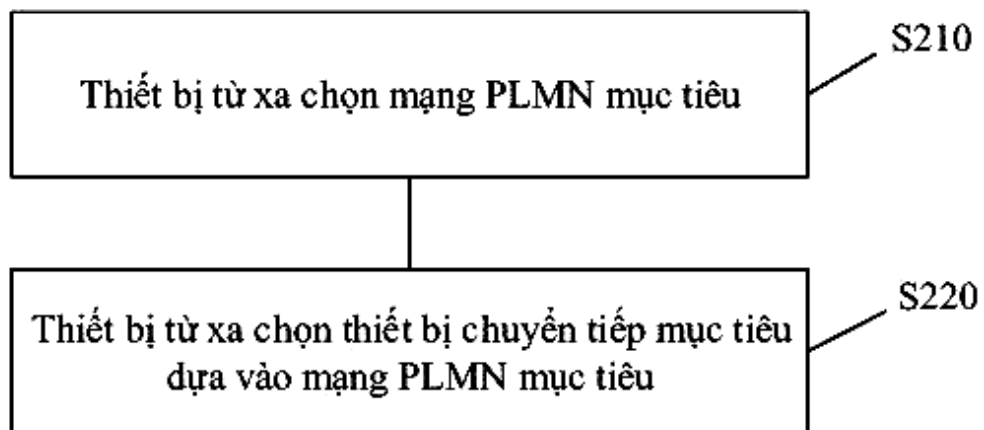 S210
Thiết bị từ xa chọn mạng PLMN mục tiêu
S220
Thiết bị từ xa chọn thiết bị chuyển tiếp mục tiêu
dựa vào mạng PLMN mục tiêu